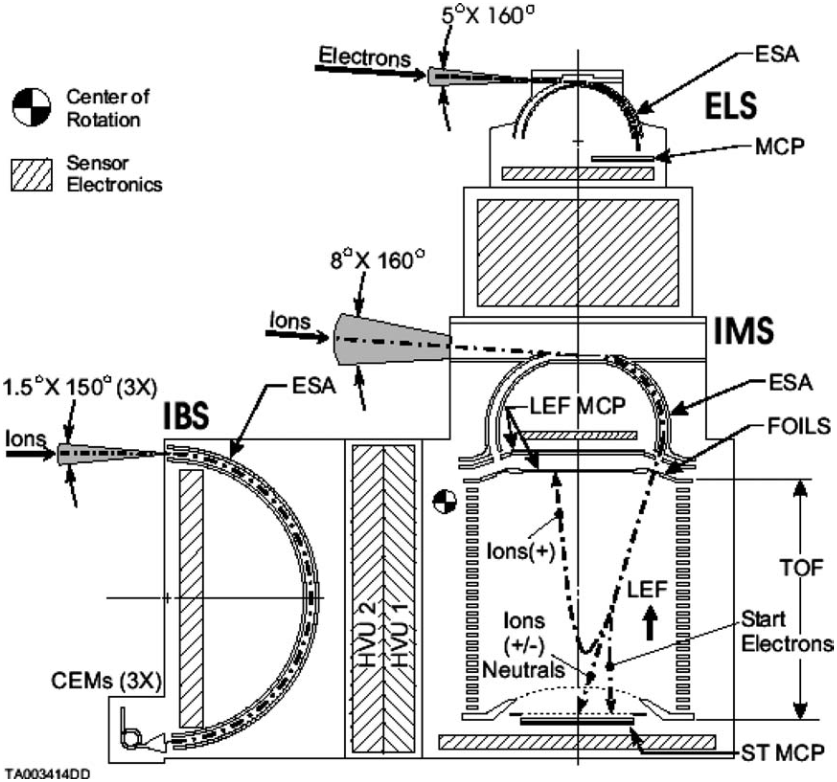 5° X 160°
Electrons
ESA
ELS
Center of
Rotation
MCP
Sensor
Electronics
8° X 160°
Ions
IMS
1.5° X 150° (3X)
IBS
ESA
ESA
LEF MCP
FOILS
Ions
Ions(+)
TOF
LEF
Ions
(+/-)
Neutrals
Start
Electrons
HVU 2
HVU 1
CEMs (3X)
ST MCP
TA003414DD